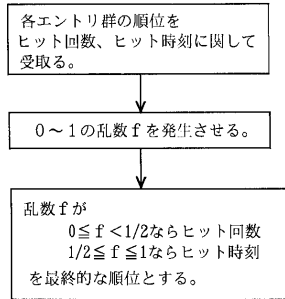 各エントリ群の順位を
ヒット回数、ヒット時刻に関して
受取る。
0～1の乱数fを発生させる。
乱数fが
0≦f<1/2ならヒット回数
1/2≦f≦1ならヒット時刻
を最終的な順位とする。